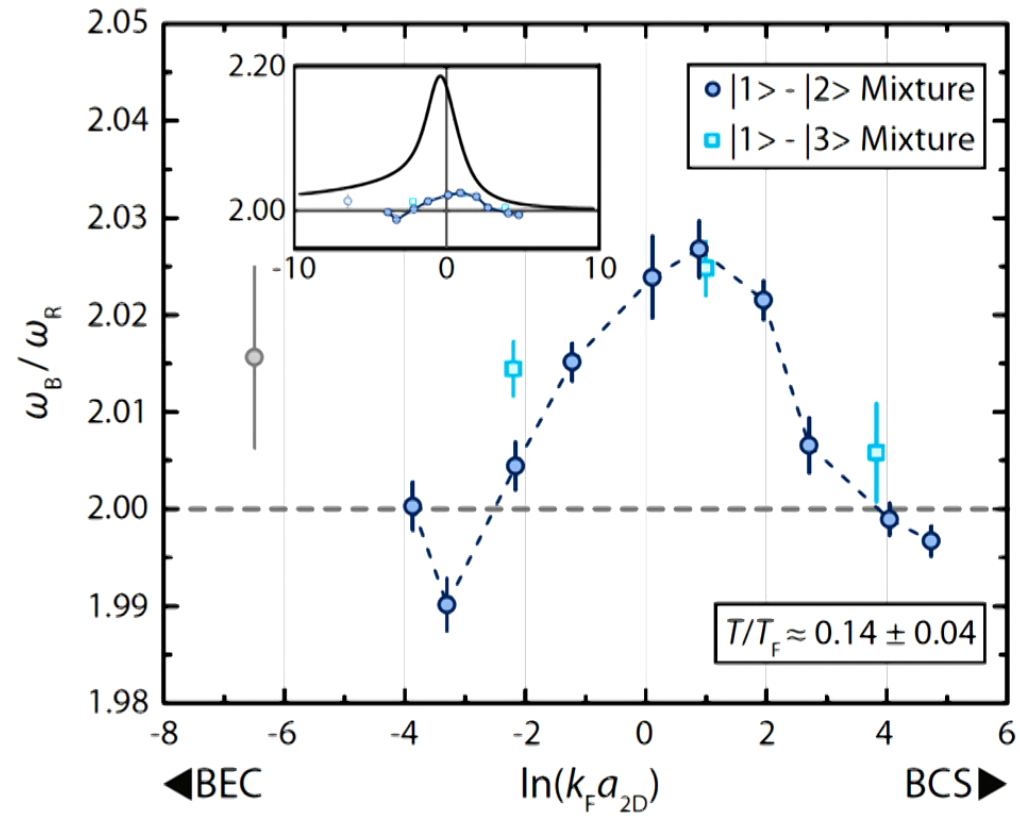 2.05
2.04
2.03
2.02
2.01
2.00
1.99
1.98
ω_B / ω_R
2.20
2.00
-10 0 10
|1> - |2> Mixture
|1> - |3> Mixture
T/T_F ≈ 0.14 ± 0.04
-8 -6 -4 -2 0 2 4 6
◀BEC ln(k_F a_2D) BCS▶